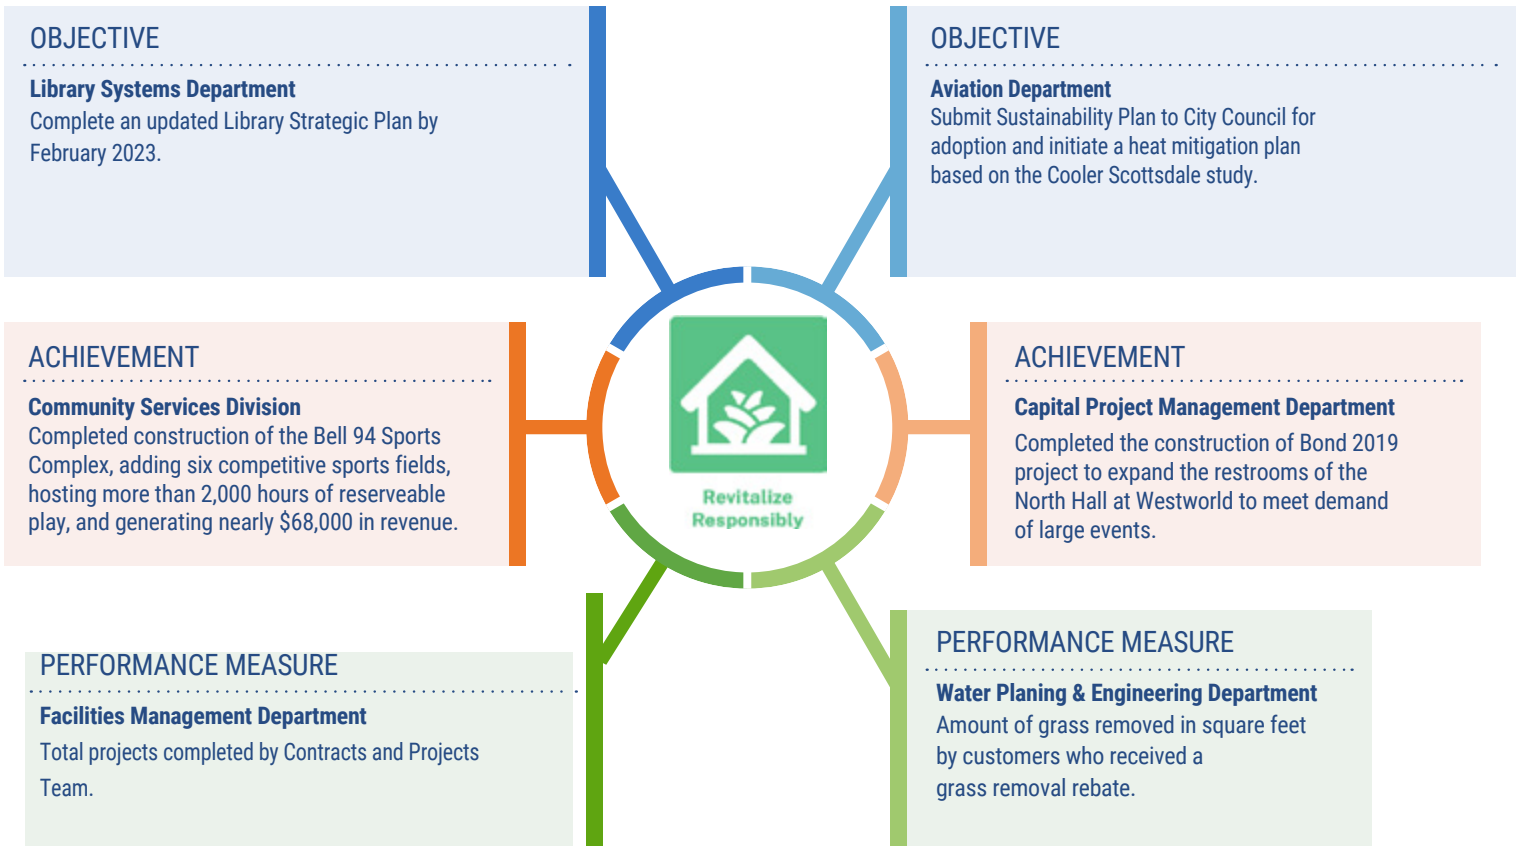 OBJECTIVE
Library Systems Department
Complete an updated Library Strategic Plan by
February 2023.
OBJECTIVE
Aviation Department
Submit Sustainability Plan to City Council for
adoption and initiate a heat mitigation plan
based on the Cooler Scottsdale study.
ACHIEVEMENT
Community Services Division
Completed construction of the Bell 94 Sports
Complex, adding six competitive sports fields,
hosting more than 2,000 hours of reserveable
play, and generating nearly $68,000 in revenue.
Revitalize
Responsibly
ACHIEVEMENT
Capital Project Management Department
Completed the construction of Bond 2019
project to expand the restrooms of the
North Hall at Westworld to meet demand
of large events.
PERFORMANCE MEASURE
Facilities Management Department
Total projects completed by Contracts and Projects
Team.
PERFORMANCE MEASURE
Water Planing & Engineering Department
Amount of grass removed in square feet
by customers who received a
grass removal rebate.